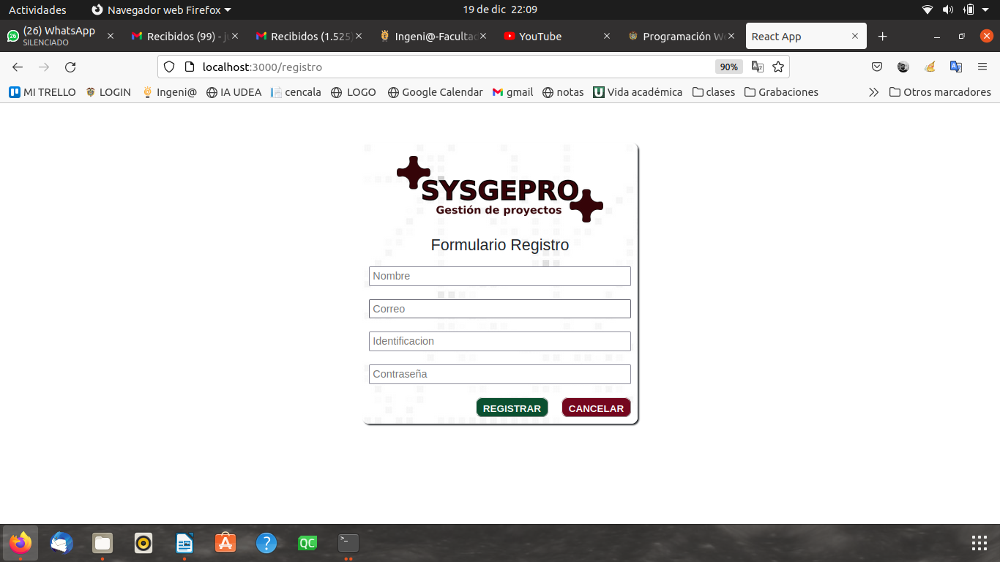 Actividades Navegador web Firefox 19 de dic 22:09
(26) WhatsApp
SILENCIADO
Recibidos (99) - Recibidos (1.525) Ingeni@-Faculta YouTube Programación React App
localhost:3000/registro 90%
MI TRELLO LOGIN Ingeni@ IA UDEA cencala LOGO Google Calendar gmail notas Vida académica clases Grabaciones Otros marcadores
SYSGEPRO
Gestión de proyectos
Formulario Registro
Nombre
Correo
Identificacion
Contraseña
REGISTRAR CANCELAR
QC